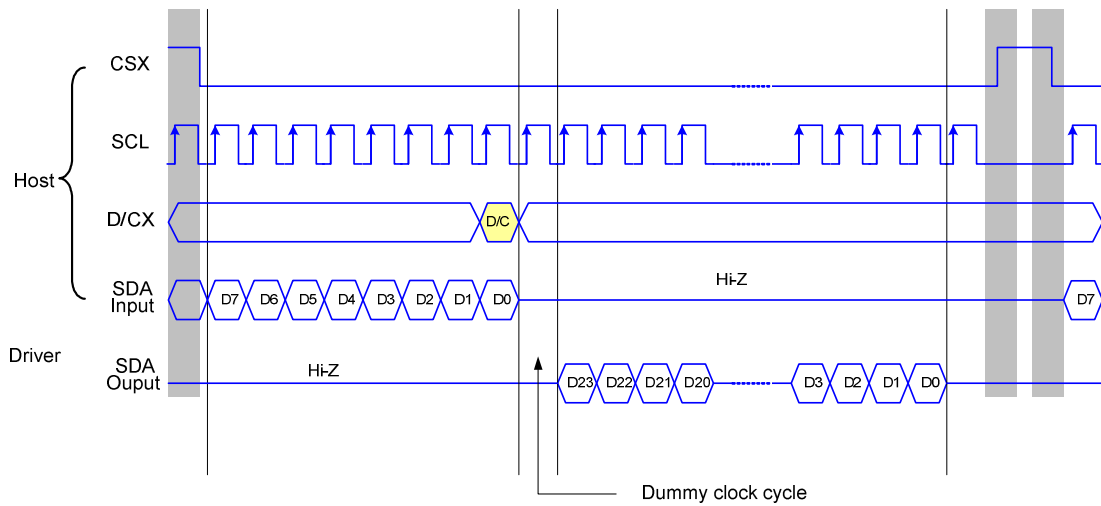 CSX
SCL
Host
D/CX
D/C
SDA
Input
D7 D6 D5 D4 D3 D2 D1 D0
Hi-Z
D7
Driver
SDA
Ouput
Hi-Z
D23 D22 D21 D20 D3 D2 D1 D0
Dummy clock cycle